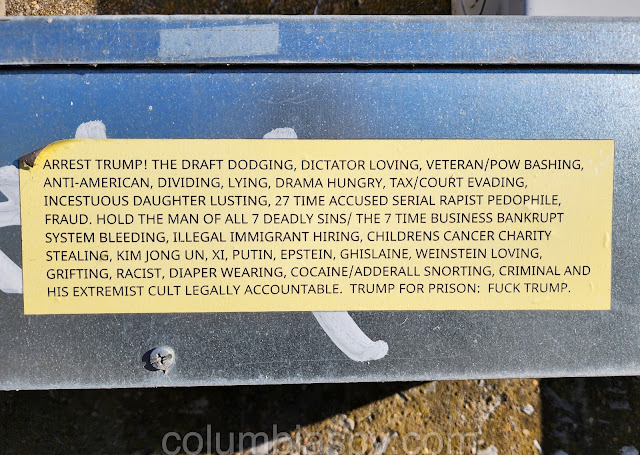 ARREST TRUMP! THE DRAFT DODGING, DICTATOR LOVING, VETERAN/POW BASHING,
ANTI-AMERICAN, DIVIDING, LYING, DRAMA HUNGRY, TAX/COURT EVADING,
INCESTUOUS DAUGHTER LUSTING, 27 TIME ACCUSED SERIAL RAPIST PEDOPHILE,
FRAUD. HOLD THE MAN OF ALL 7 DEADLY SINS/ THE 7 TIME BUSINESS BANKRUPT
SYSTEM BLEEDING, ILLEGAL IMMIGRANT HIRING, CHILDRENS CANCER CHARITY
STEALING, KIM JONG UN, XI, PUTIN, EPSTEIN, GHISLAINE, WEINSTEIN LOVING,
GRIFTING, RACIST, DIAPER WEARING, COCAINE/ADDERALL SNORTING, CRIMINAL AND
HIS EXTREMIST CULT LEGALLY ACCOUNTABLE. TRUMP FOR PRISON: FUCK TRUMP.
columbiaspy.com